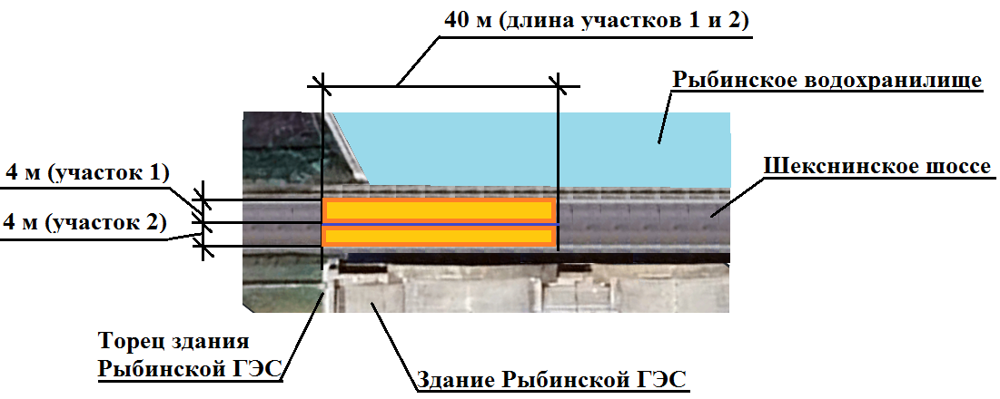 40 м (длина участков 1 и 2)
Рыбинское водохранилище
4 м (участок 1)
Шекснинское шоссе
4 м (участок 2)
Торец здания
Рыбинской ГЭС
Здание Рыбинской ГЭС